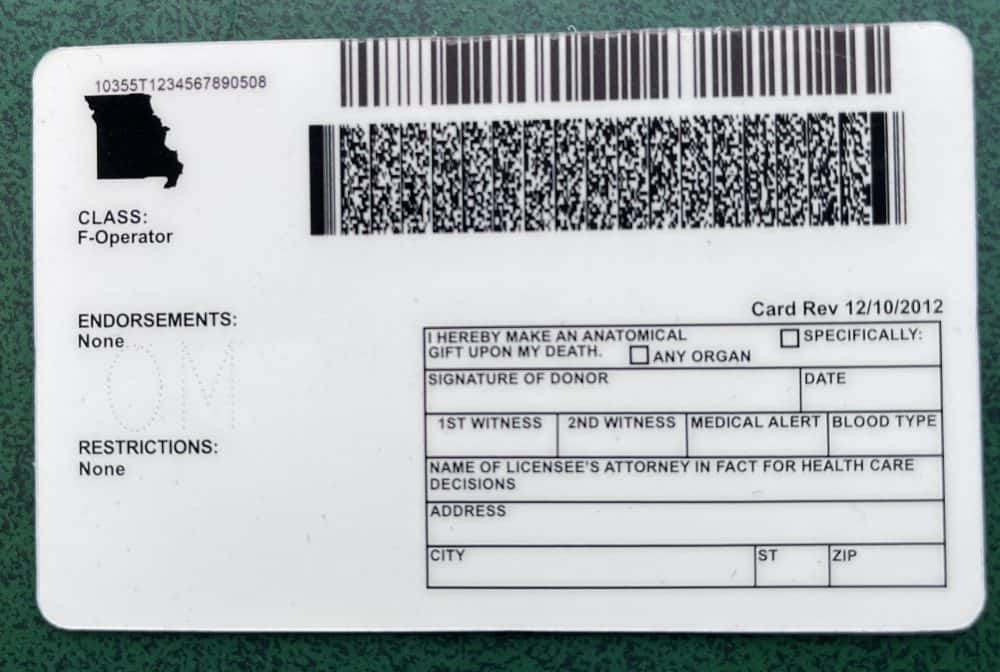 10355T1234567890508
CLASS:
F-Operator
ENDORSEMENTS:
None
OM
RESTRICTIONS:
None
Card Rev 12/10/2012
I HEREBY MAKE AN ANATOMICAL
GIFT UPON MY DEATH.
ANY ORGAN
SPECIFICALLY:
SIGNATURE OF DONOR
DATE
1ST WITNESS
2ND WITNESS
MEDICAL ALERT
BLOOD TYPE
NAME OF LICENSEE'S ATTORNEY IN FACT FOR HEALTH CARE
DECISIONS
ADDRESS
CITY
ST
ZIP